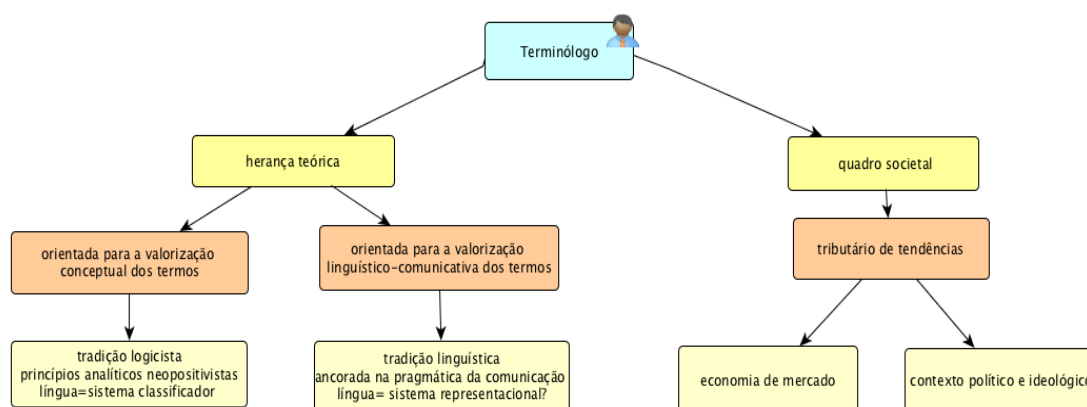 Terminólogo
herança teórica
quadro societal
orientada para a valorização
conceptual dos termos
orientada para a valorização
linguístico-comunicativa dos termos
tributário de tendências
tradição logicista
princípios analíticos neopositivistas
língua=sistema classificador
tradição linguística
ancorada na pragmática da comunicação
língua= sistema representacional?
economia de mercado
contexto político e ideológico